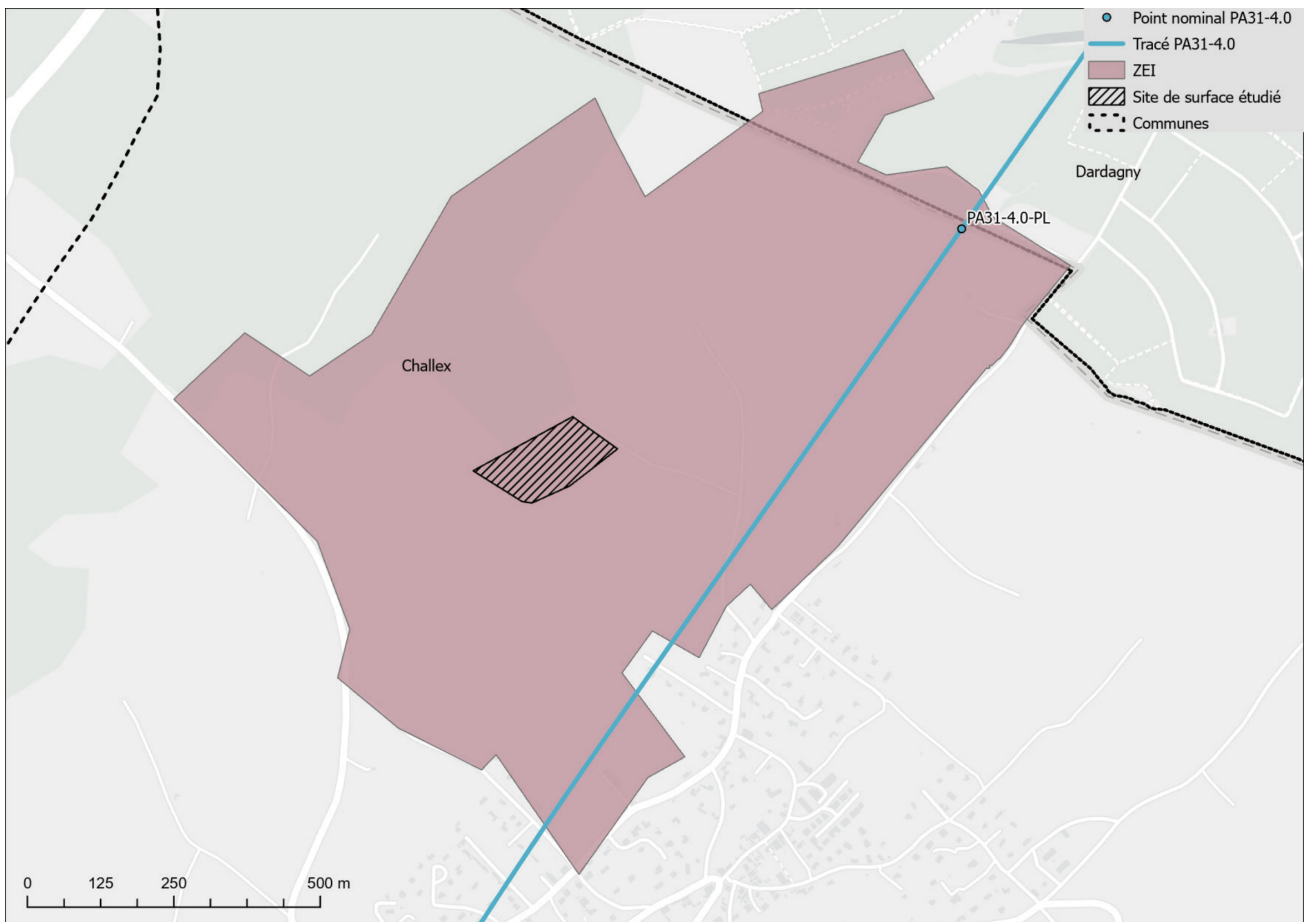 Point nominal PA31-4.0
Tracé PA31-4.0
ZEI
Site de surface étudié
Communes
Dardagny
PA31-4.0-PL
Challex
0 125 250 500 m